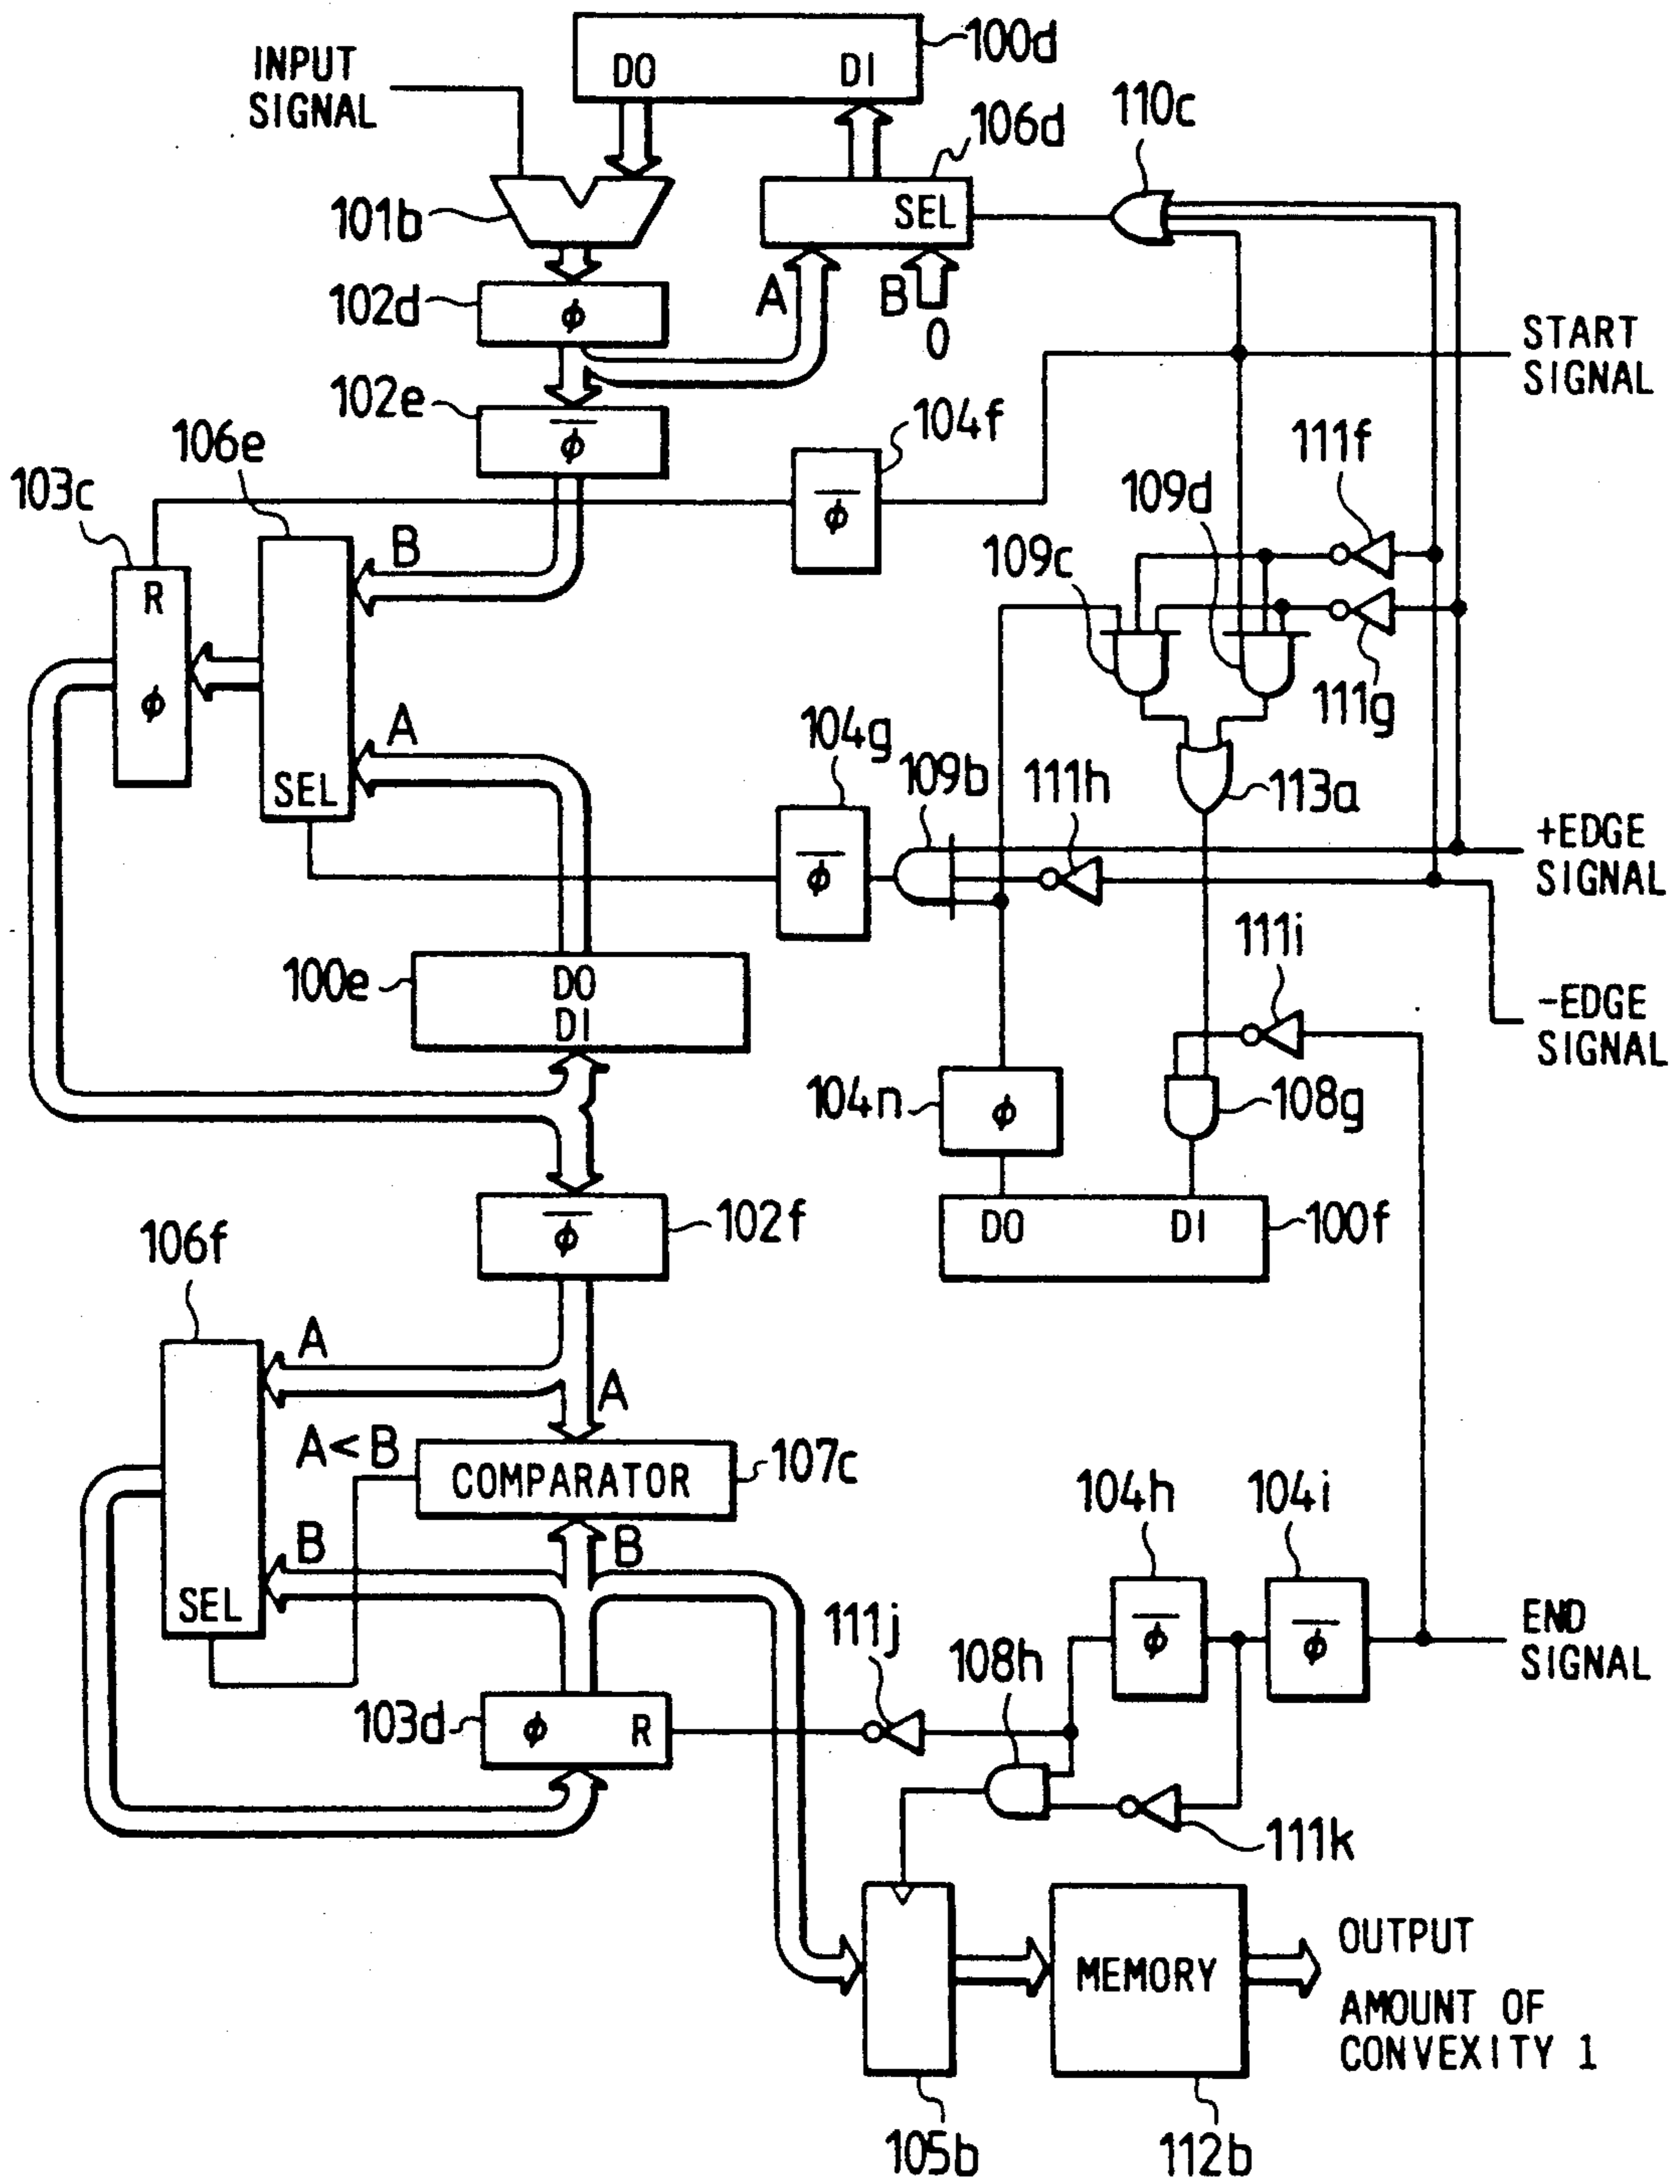 100d
DO DI
INPUT
SIGNAL
106d
110c
SEL
101b
102d
ϕ
A
B
0
START
SIGNAL
102e
ϕ̅
104f
ϕ̅
106e
103c
111f
109d
109c
B
R
ϕ
111g
A
104g
109b
111h
113a
SEL
ϕ̅
+EDGE
SIGNAL
111i
100e
DO
DI
-EDGE
SIGNAL
104n
ϕ
108g
102f
ϕ̅
DO DI
100f
106f
A
A
A<B
COMPARATOR
107c
104h
104i
B
B
SEL
ϕ̅
ϕ̅
END
SIGNAL
111j
108h
103d
ϕ R
111k
MEMORY
OUTPUT
AMOUNT OF
CONVEXITY 1
105b
112b